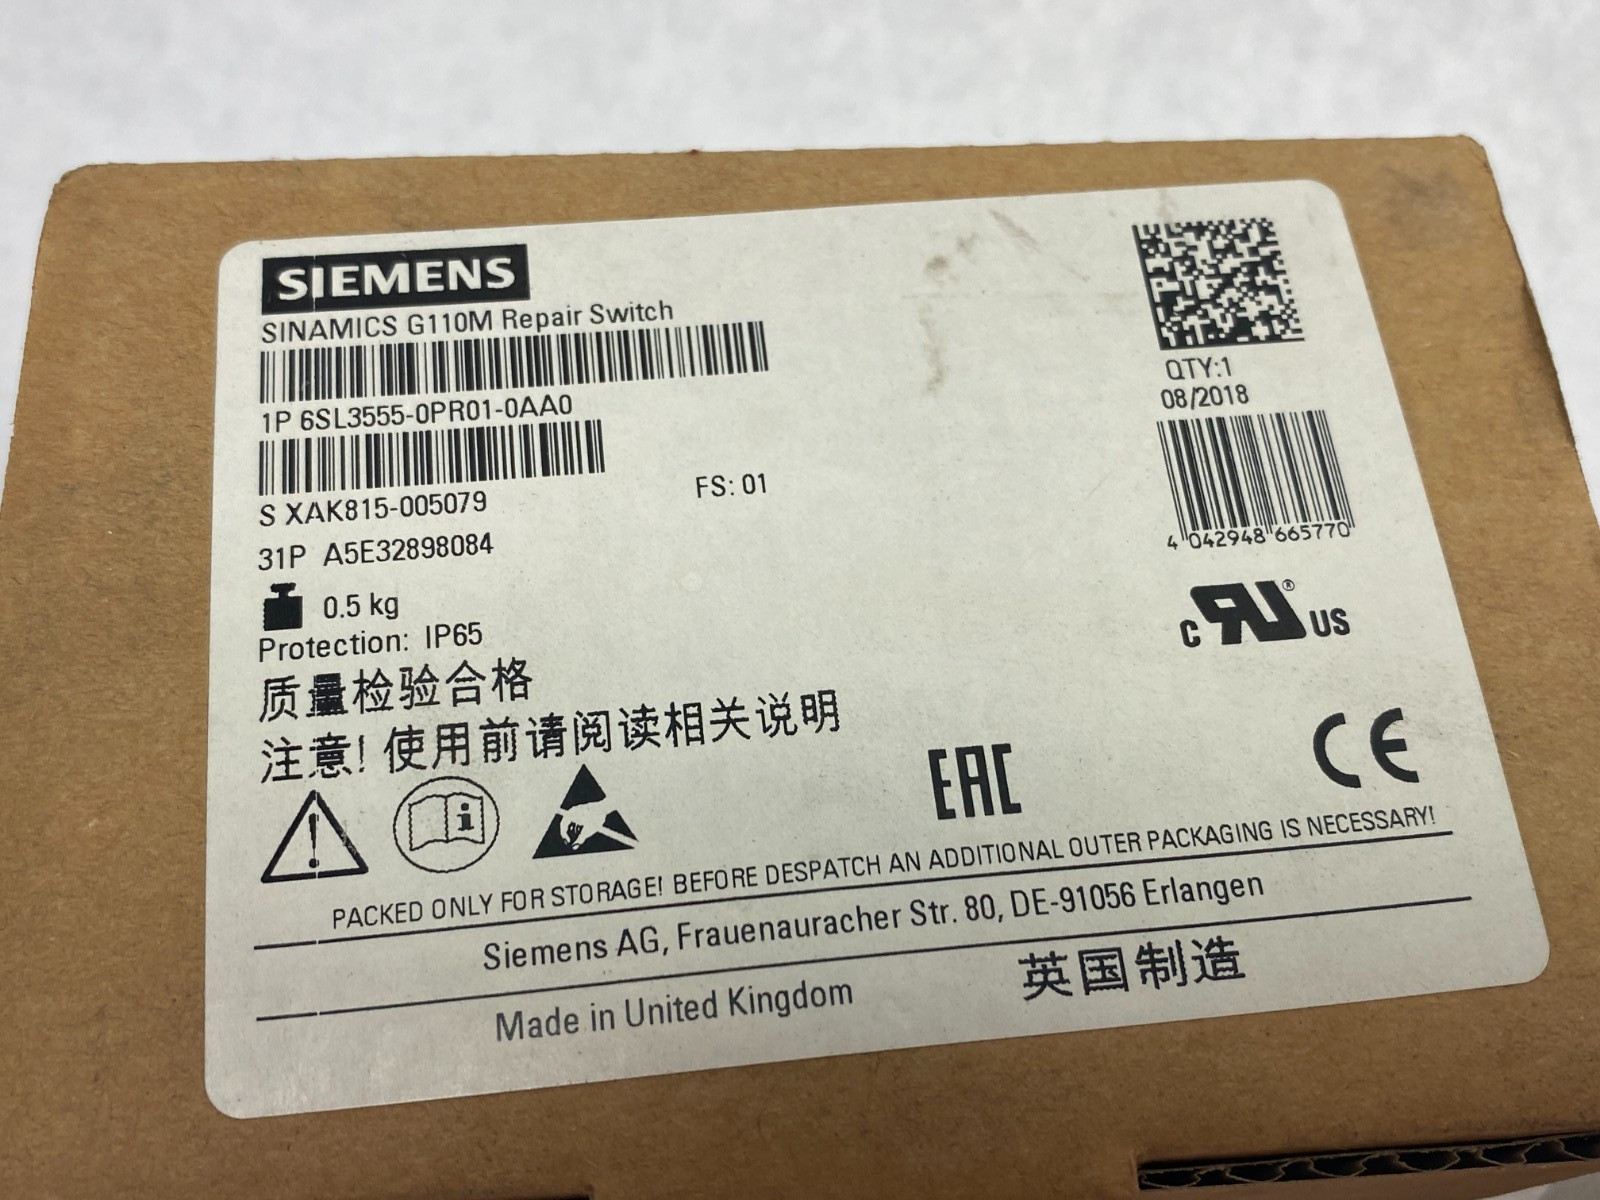 SIEMENS
SINAMICS G110M Repair Switch
1P 6SL3555-0PR01-0AA0
S XAK815-005079
FS: 01
31P A5E32898084
0.5 kg
Protection: IP65
质量检验合格
注意! 使用前请阅读相关说明
QTY:1
08/2018
4 042948 665770
c RU ® US
EAC
CE
PACKED ONLY FOR STORAGE! BEFORE DESPATCH AN ADDITIONAL OUTER PACKAGING IS NECESSARY!
Siemens AG, Frauenauracher Str. 80, DE-91056 Erlangen
Made in United Kingdom
英国制造